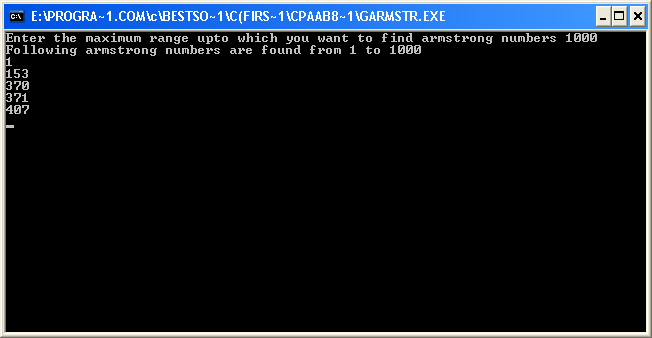 E:\PROGRA~1.COM\c\BESTSO~1\C(FIRS~1\CPAAB8~1\GARMSTR.EXE
Enter the maximum range upto which you want to find armstrong numbers 1000
Following armstrong numbers are found from 1 to 1000
1
153
370
371
407